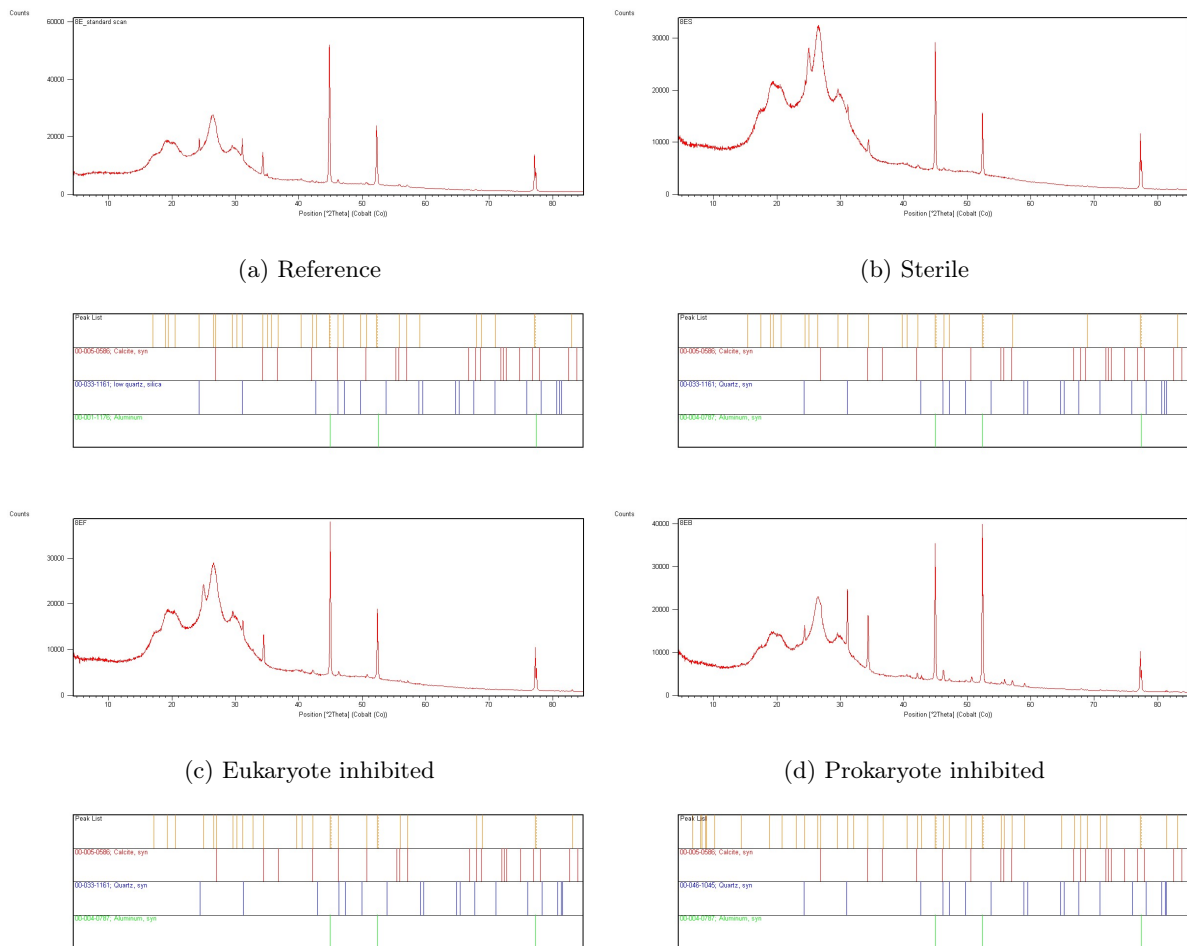 Counts
8E_standard scan
60000
40000
20000
0
10 20 30 40 50 60 70 80
Position [°2Theta] (Cobalt (Co))
(a) Reference
Counts
8ES
30000
20000
10000
0
10 20 30 40 50 60 70 80
Position [°2Theta] (Cobalt (Co))
(b) Sterile
Peak List
00-005-0586; Calcite, syn
00-033-1161; low quartz, silica
00-001-1176; Aluminum
Peak List
00-005-0586; Calcite, syn
00-033-1161; Quartz, syn
00-004-0787; Aluminum, syn
Counts
8EF
30000
20000
10000
0
10 20 30 40 50 60 70 80
Position [°2Theta] (Cobalt (Co))
(c) Eukaryote inhibited
Counts
8EB
40000
30000
20000
10000
0
10 20 30 40 50 60 70 80
Position [°2Theta] (Cobalt (Co))
(d) Prokaryote inhibited
Peak List
00-005-0586; Calcite, syn
00-033-1161; Quartz, syn
00-004-0787; Aluminum, syn
Peak List
00-005-0586; Calcite, syn
00-046-1045; Quartz, syn
00-004-0787; Aluminum, syn